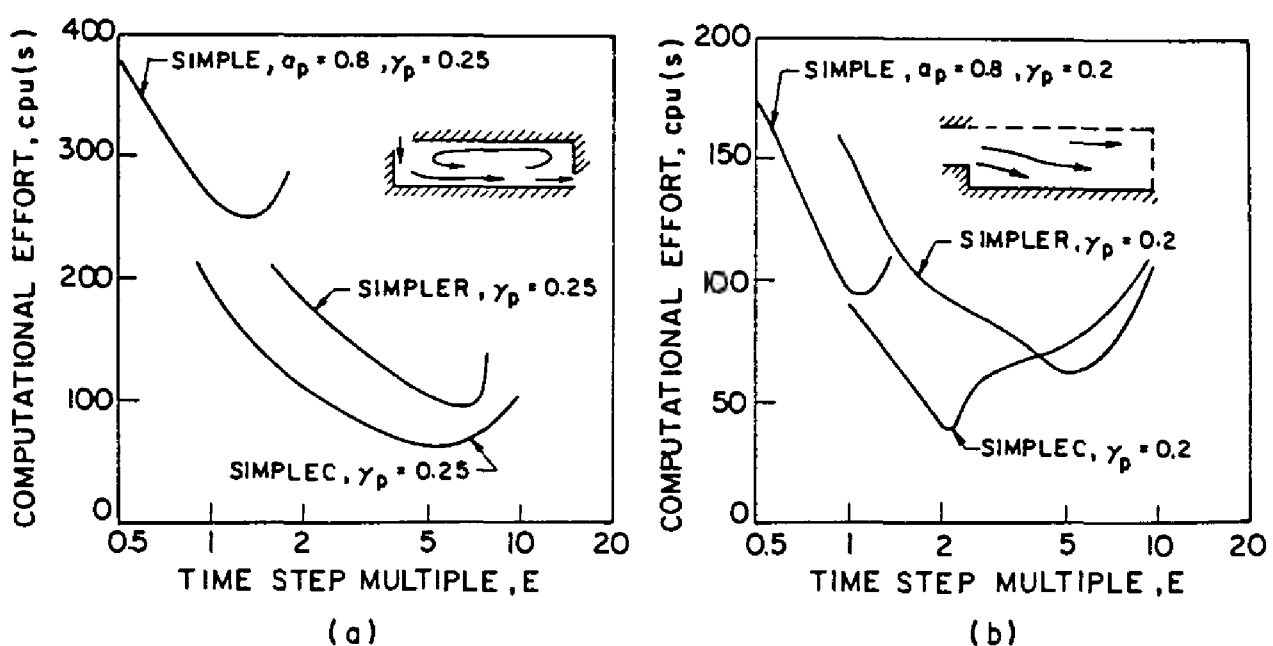 COMPUTATIONAL EFFORT, cpu(s)
400
300
200
100
0
SIMPLE, αp = 0.8, γp = 0.25
SIMPLER, γp = 0.25
SIMPLEC, γp = 0.25
0.5 1 2 5 10 20
TIME STEP MULTIPLE, E
(a)
COMPUTATIONAL EFFORT, cpu(s)
200
150
100
50
0
SIMPLE, αp = 0.8, γp = 0.2
SIMPLER, γp = 0.2
SIMPLEC, γp = 0.2
0.5 1 2 5 10 20
TIME STEP MULTIPLE, E
(b)